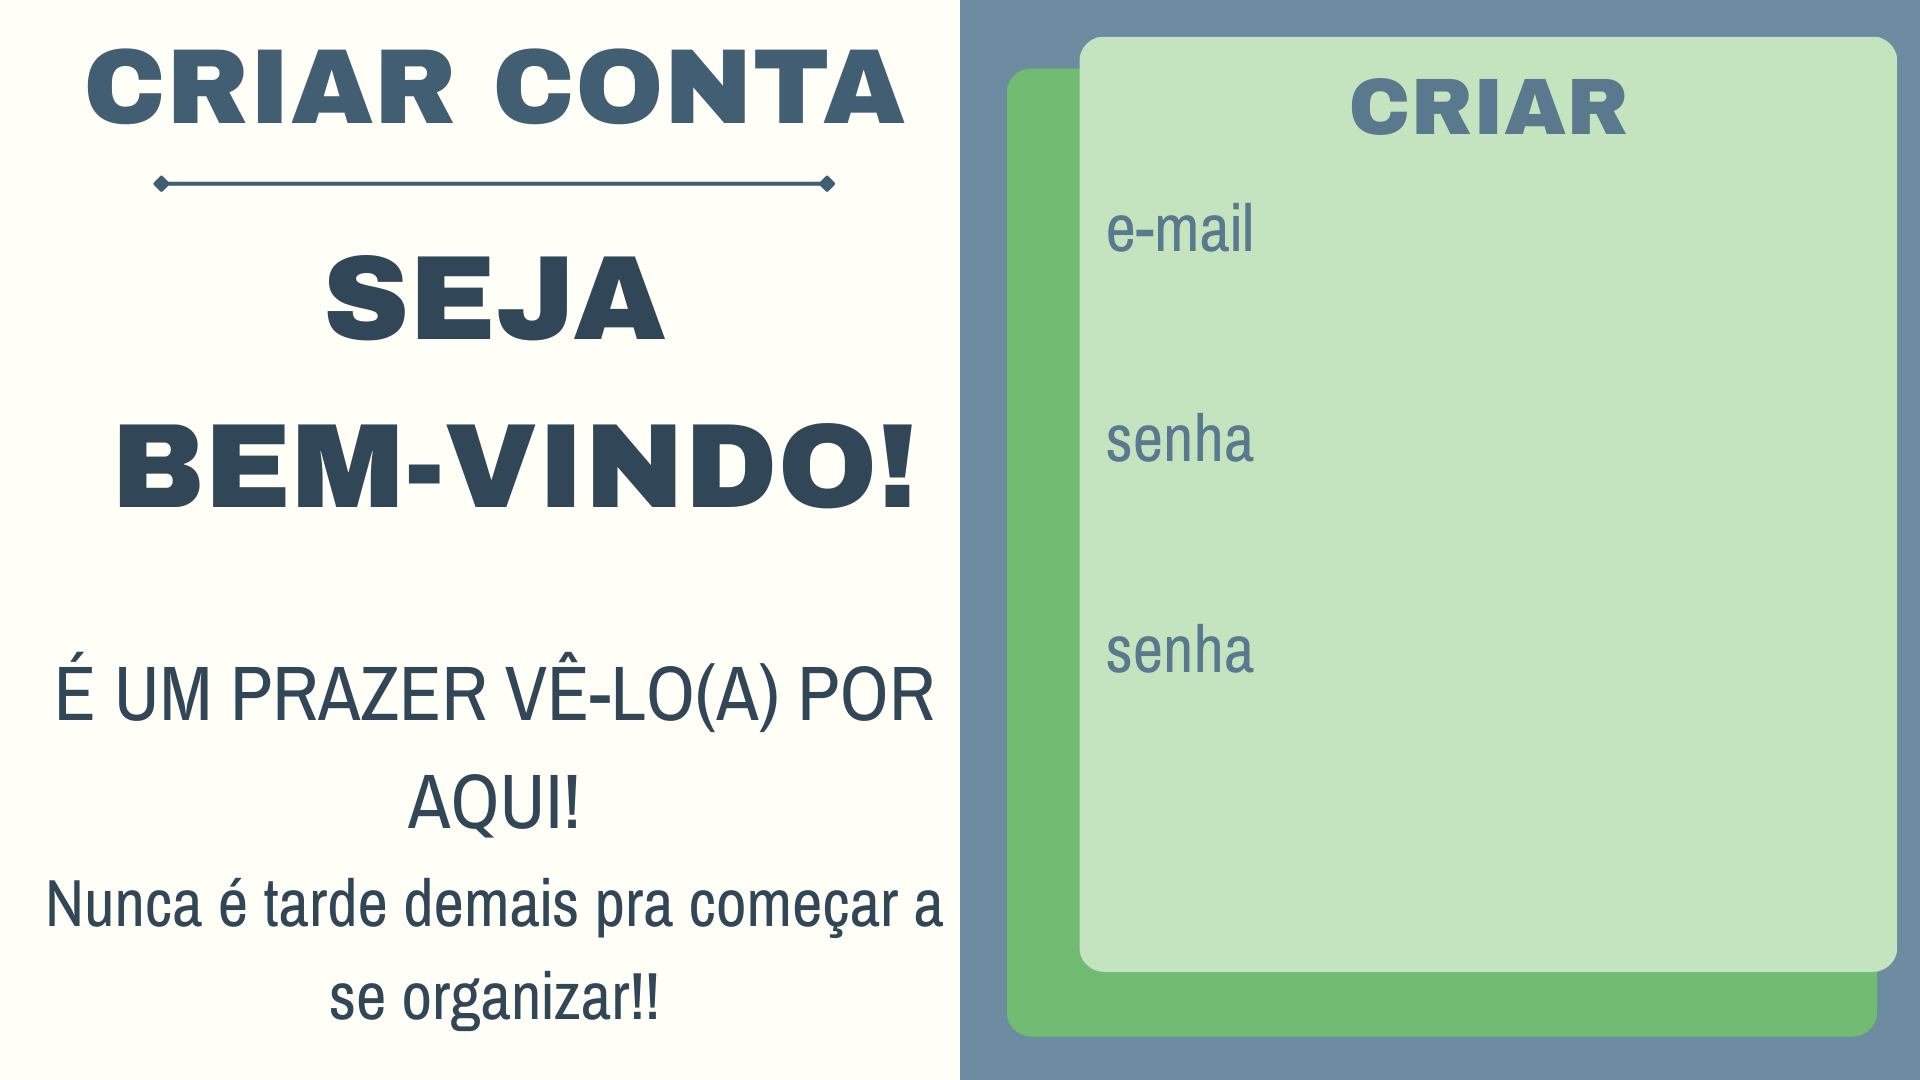 CRIAR CONTA
SEJA
BEM-VINDO!
É UM PRAZER VÊ-LO(A) POR
AQUI!
Nunca é tarde demais pra começar a
se organizar!!
CRIAR
e-mail
senha
senha